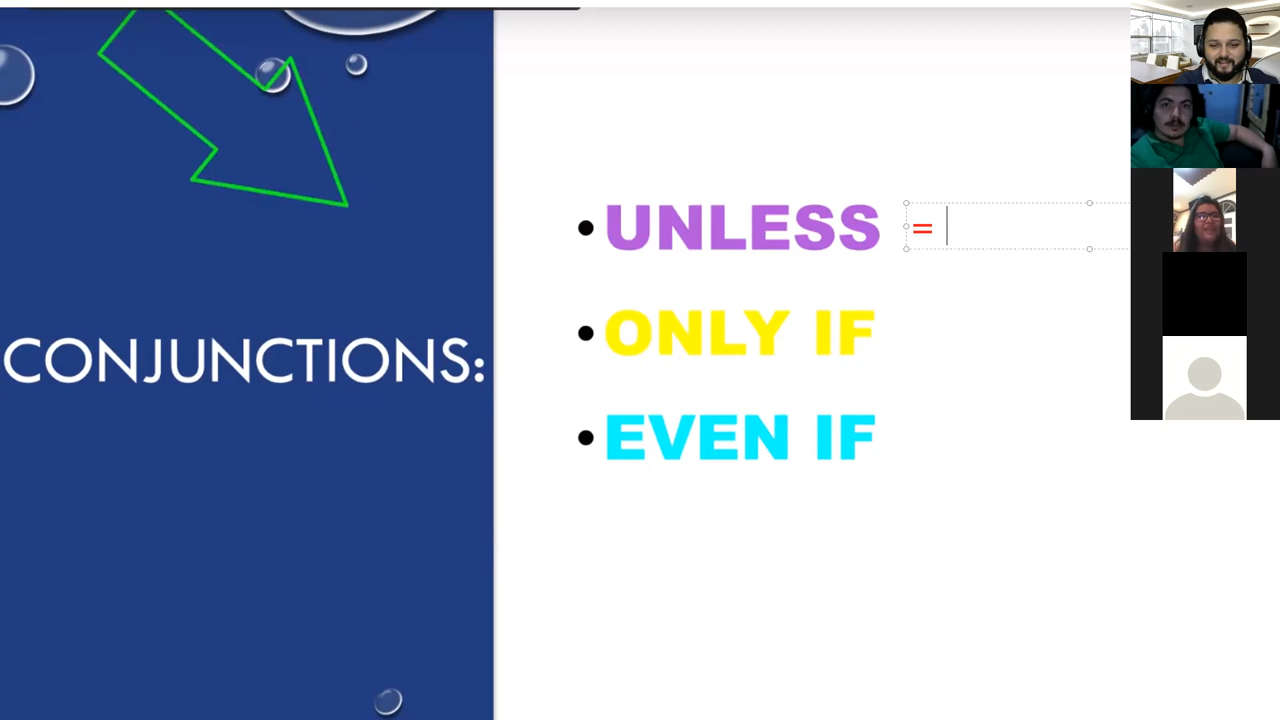 CONJUNCTIONS:
• UNLESS =
• ONLY IF
• EVEN IF